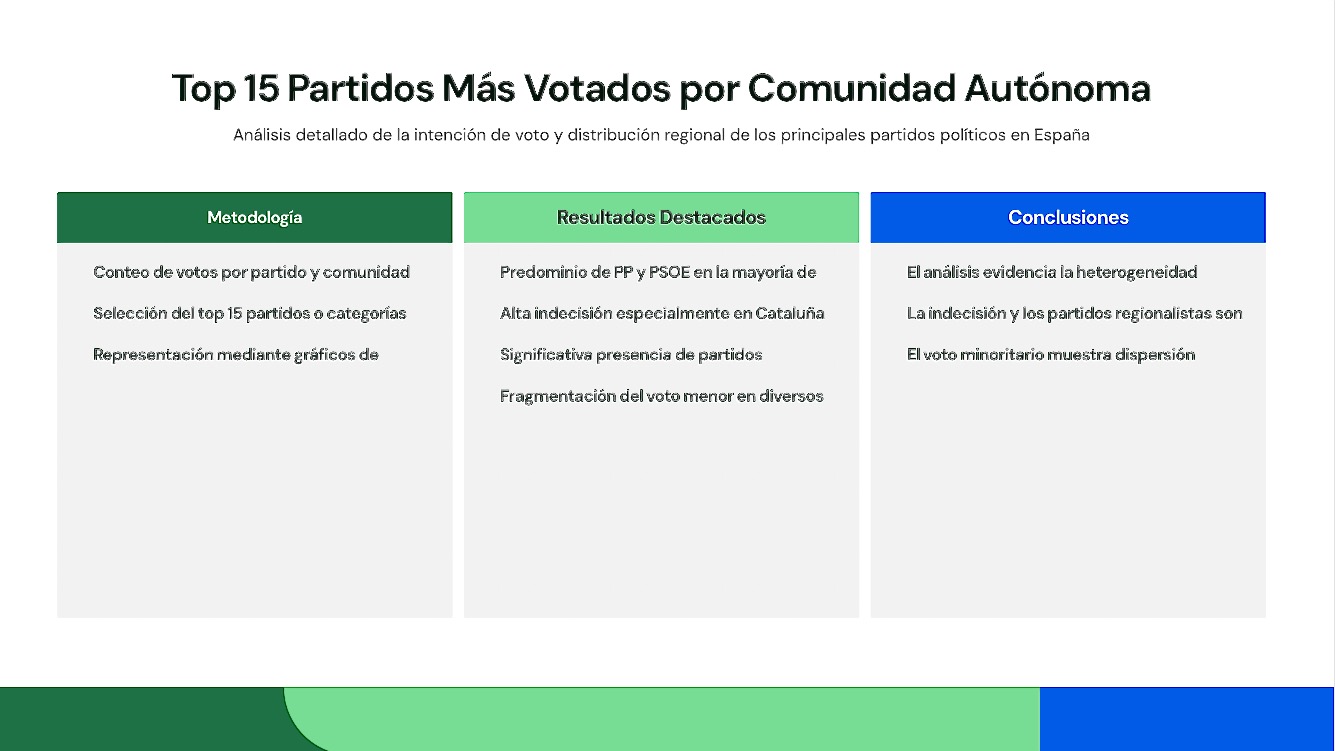 Top 15 Partidos Más Votados por Comunidad Autónoma
Análisis detallado de la intención de voto y distribución regional de los principales partidos políticos en España
Metodología
Conteo de votos por partido y comunidad
Selección del top 15 partidos o categorías
Representación mediante gráficos de
Resultados Destacados
Predominio de PP y PSOE en la mayoría de
Alta indecisión especialmente en Cataluña
Significativa presencia de partidos
Fragmentación del voto menor en diversos
Conclusiones
El análisis evidencia la heterogeneidad
La indecisión y los partidos regionalistas son
El voto minoritario muestra dispersión